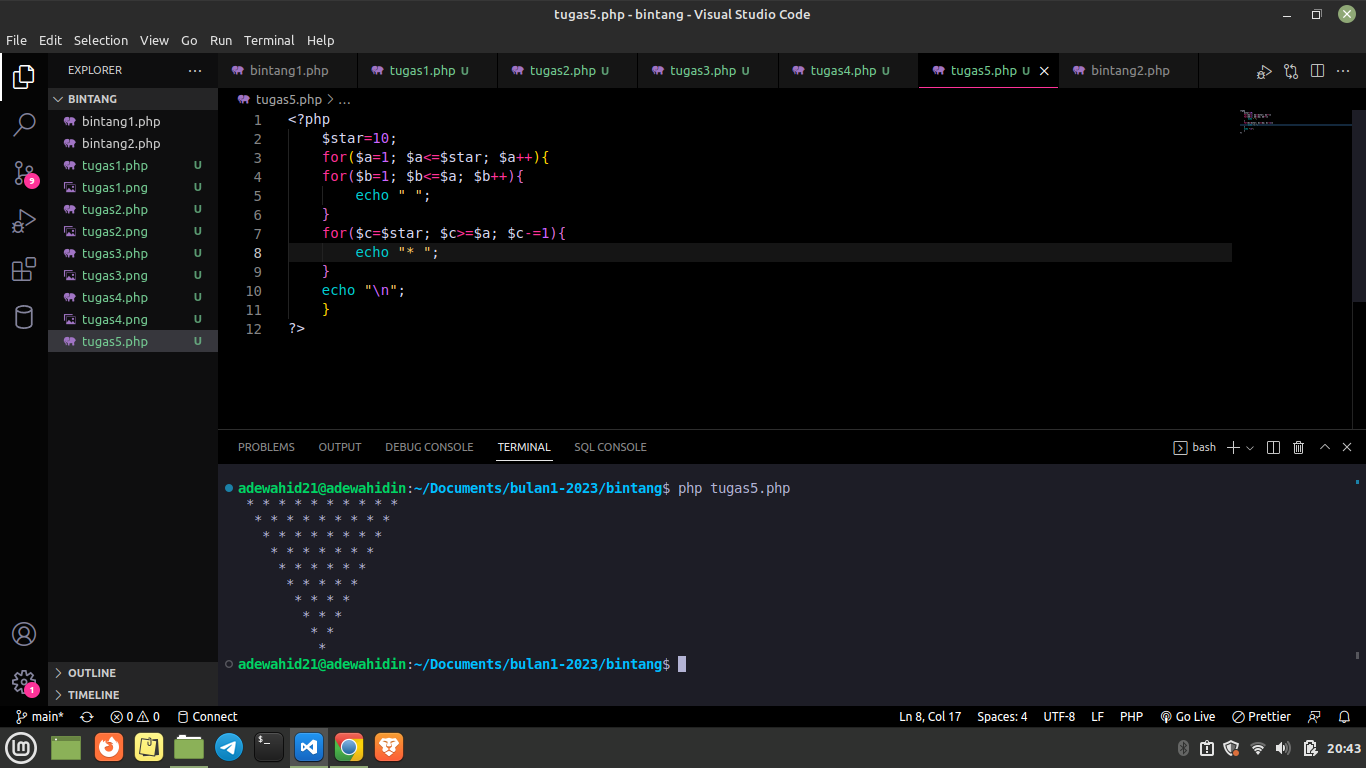 tugas5.php - bintang - Visual Studio Code
File Edit Selection View Go Run Terminal Help
EXPLORER
bintang1.php tugas1.php U tugas2.php U tugas3.php U tugas4.php U tugas5.php U bintang2.php
BINTANG
bintang1.php
bintang2.php
tugas1.php U
tugas1.png U
tugas2.php U
tugas2.png U
tugas3.php U
tugas3.png U
tugas4.php U
tugas4.png U
tugas5.php U
9
1
OUTLINE
TIMELINE
tugas5.php > ...
1 <?php
2     $star=10;
3     for($a=1; $a<=$star; $a++){
4     for($b=1; $b<=$a; $b++){
5         echo " ";
6     }
7     for($c=$star; $c>=$a; $c-=1){
8         echo "* ";
9     }
10     echo "\n";
11     }
12 ?>
PROBLEMS OUTPUT DEBUG CONSOLE TERMINAL SQL CONSOLE
bash
adewahid21@adewahidin:~/Documents/bulan1-2023/bintang$ php tugas5.php
 * * * * * * * * * *
  * * * * * * * * *
   * * * * * * * *
    * * * * * * *
     * * * * * *
      * * * * *
       * * * *
        * * *
         * *
          *
adewahid21@adewahidin:~/Documents/bulan1-2023/bintang$
main* 0 0 Connect Ln 8, Col 17 Spaces: 4 UTF-8 LF PHP Go Live Prettier
20:43